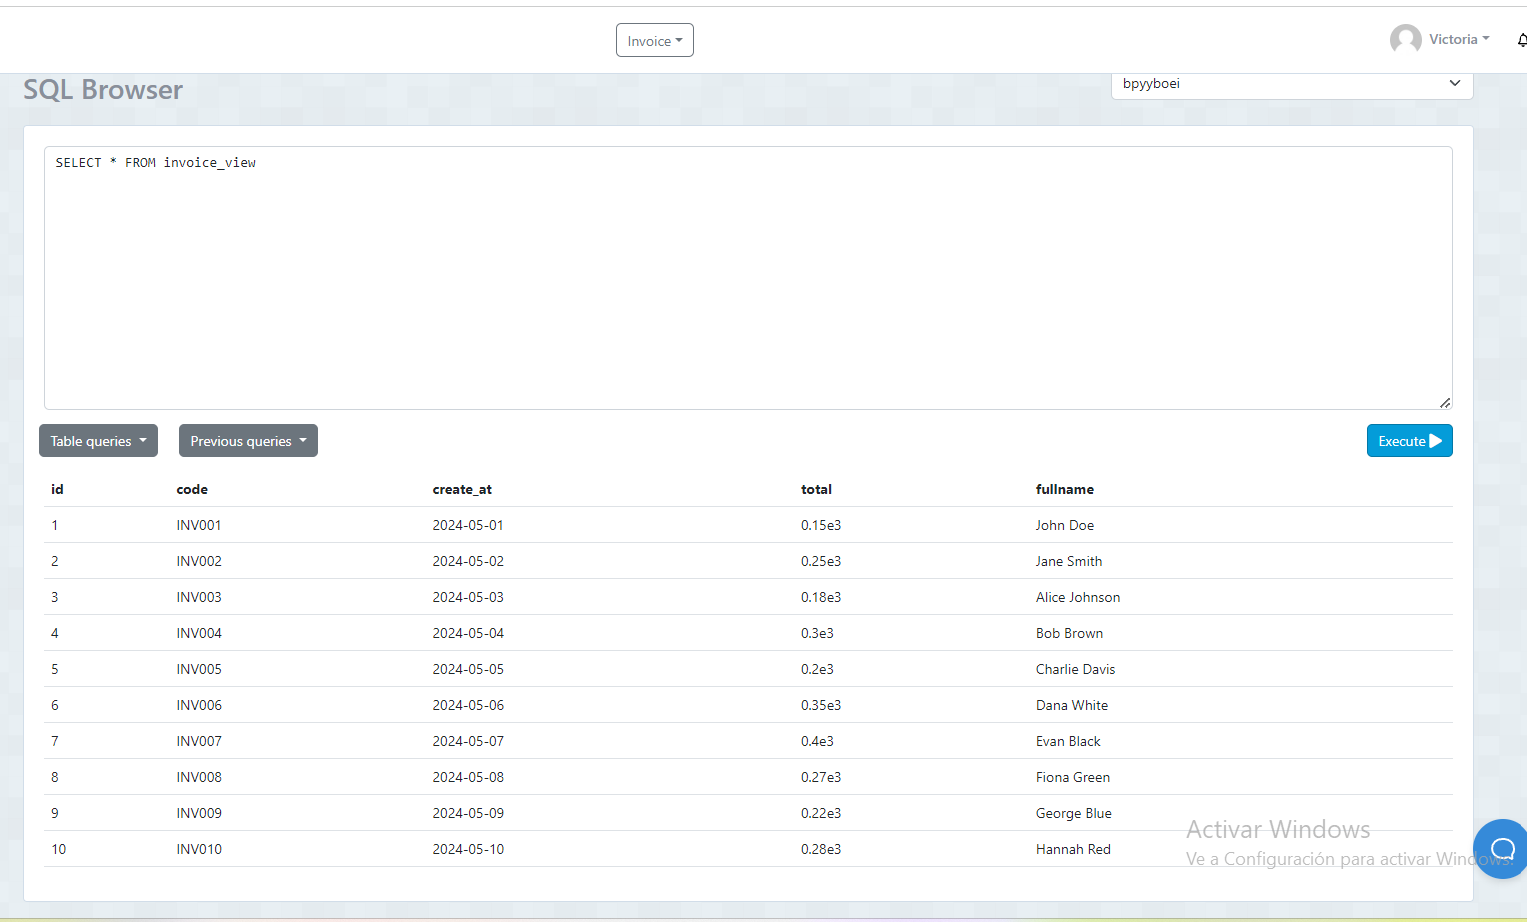 Invoice
Victoria
SQL Browser
bpyyboei
SELECT * FROM invoice_view
Table queries
Previous queries
Execute
id code create_at total fullname
1 INV001 2024-05-01 0.15e3 John Doe
2 INV002 2024-05-02 0.25e3 Jane Smith
3 INV003 2024-05-03 0.18e3 Alice Johnson
4 INV004 2024-05-04 0.3e3 Bob Brown
5 INV005 2024-05-05 0.2e3 Charlie Davis
6 INV006 2024-05-06 0.35e3 Dana White
7 INV007 2024-05-07 0.4e3 Evan Black
8 INV008 2024-05-08 0.27e3 Fiona Green
9 INV009 2024-05-09 0.22e3 George Blue
10 INV010 2024-05-10 0.28e3 Hannah Red
Activar Windows
Ve a Configuración para activar Windows.